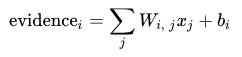 evidence_i = \sum_j W_{i, j} x_j + b_i